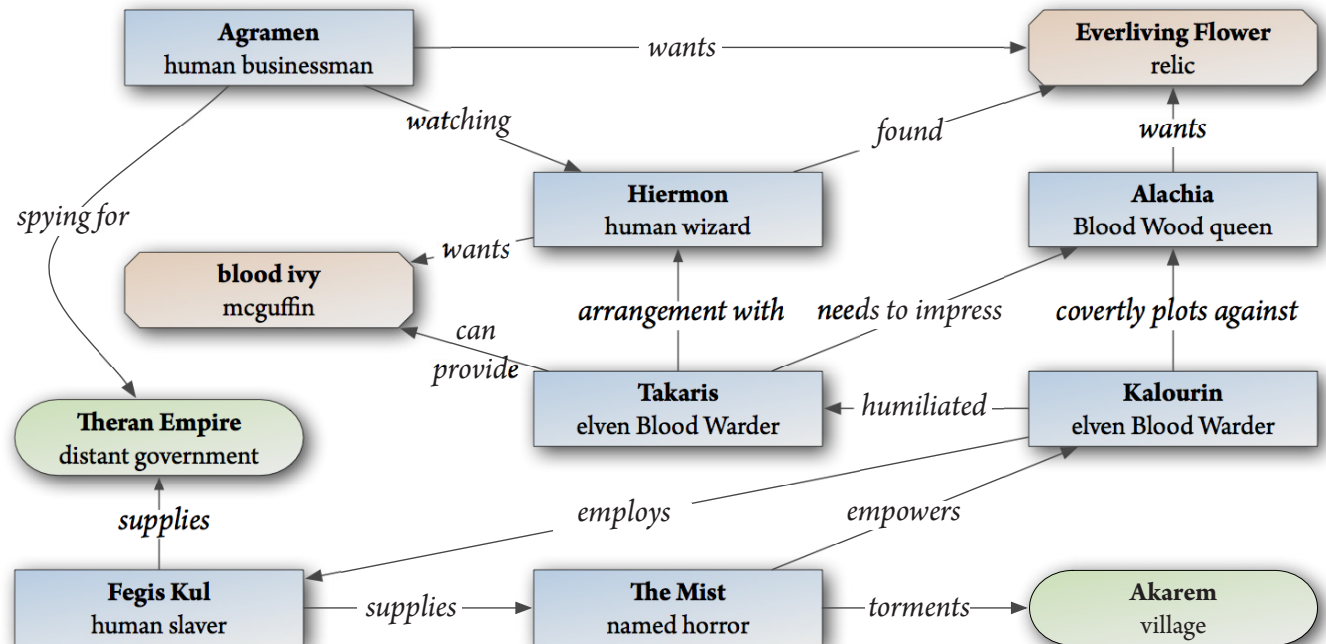 Agramen
human businessman
wants
Everliving Flower
relic
watching
found
wants
spying for
Hiermon
human wizard
Alachia
Blood Wood queen
wants
blood ivy
mcguffin
can
provide
arrangement with
needs to impress
covertly plots against
Theran Empire
distant government
Takaris
elven Blood Warder
humiliated
Kalourin
elven Blood Warder
supplies
employs
empowers
Fegis Kul
human slaver
supplies
The Mist
named horror
torments
Akarem
village